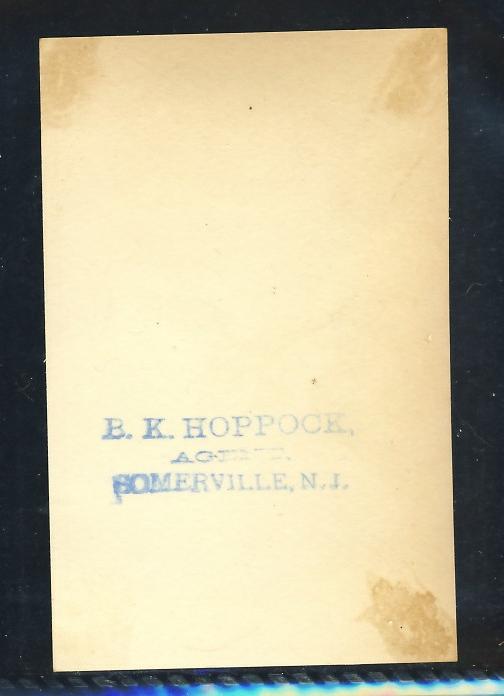 B. K. HOPPOCK,
AGENT.
SOMERVILLE, N. J.